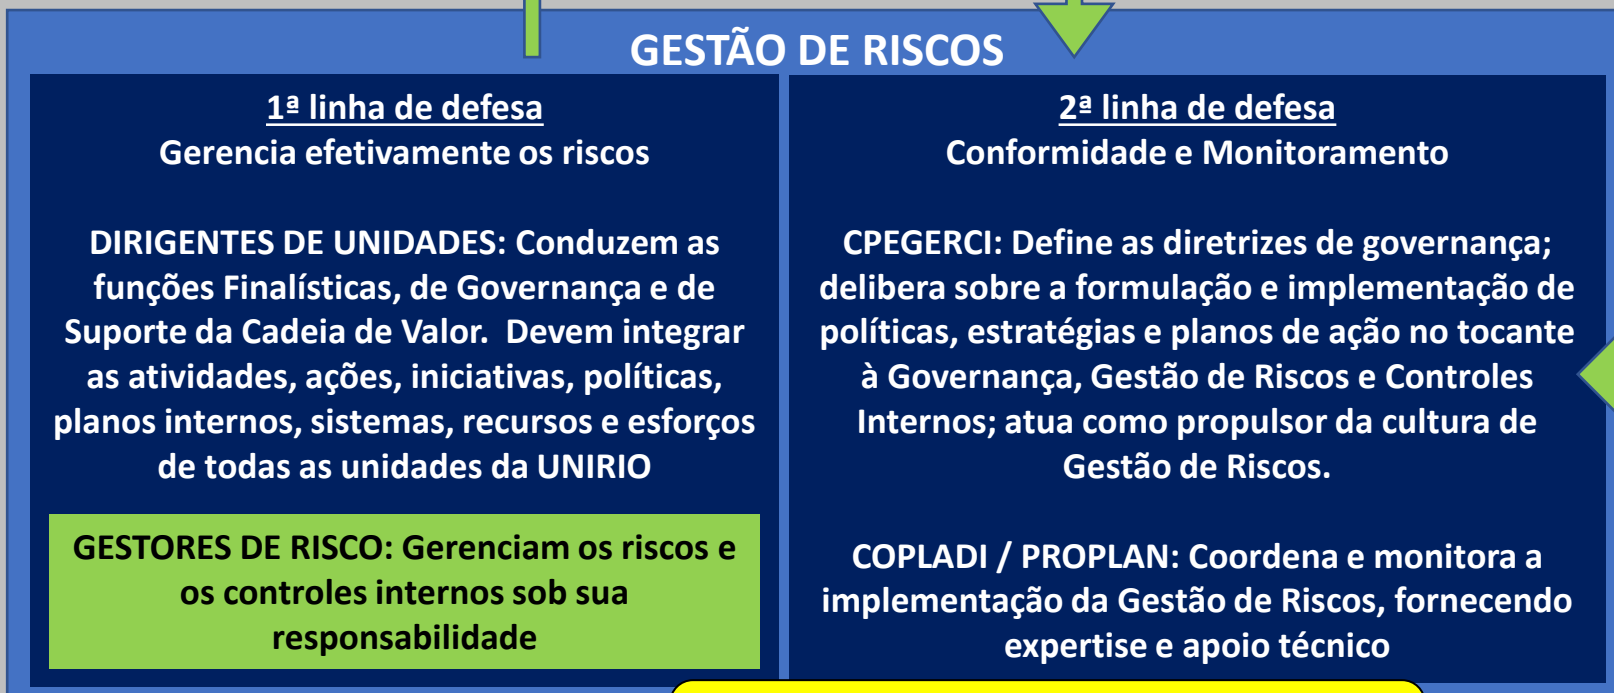 GESTÃO DE RISCOS
1ª linha de defesa
Gerencia efetivamente os riscos
DIRIGENTES DE UNIDADES: Conduzem as
funções Finalísticas, de Governança e de
Suporte da Cadeia de Valor. Devem integrar
as atividades, ações, iniciativas, políticas,
planos internos, sistemas, recursos e esforços
de todas as unidades da UNIRIO
GESTORES DE RISCO: Gerenciam os riscos e
os controles internos sob sua
responsabilidade
2ª linha de defesa
Conformidade e Monitoramento
CPEGERCI: Define as diretrizes de governança;
delibera sobre a formulação e implementação de
políticas, estratégias e planos de ação no tocante
à Governança, Gestão de Riscos e Controles
Internos; atua como propulsor da cultura de
Gestão de Riscos.
COPLADI / PROPLAN: Coordena e monitora a
implementação da Gestão de Riscos, fornecendo
expertise e apoio técnico